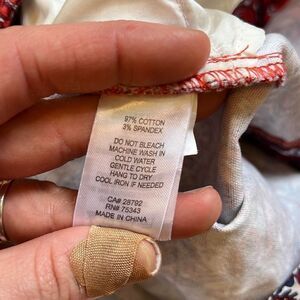 97% COTTON
3% SPANDEX
DO NOT BLEACH
MACHINE WASH IN
COLD WATER
GENTLE CYCLE
HANG TO DRY
COOL IRON IF NEEDED
CA# 28792
RN# 75343
MADE IN CHINA